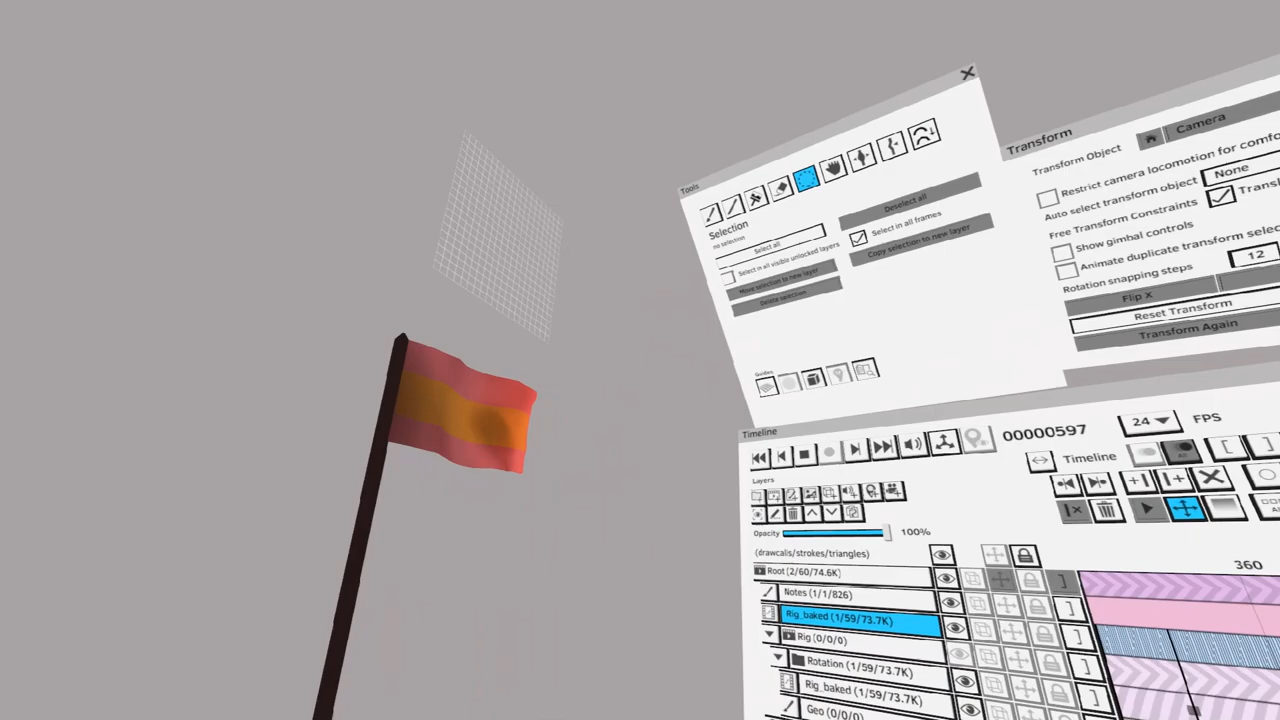 Tools
Selection
no selection
Select all
Deselect all
Select in all visible unlocked layers
Select in all frames
Move selection to new layer
Copy selection to new layer
Delete selection
Guides
Transform
Transform Object
Camera
Restrict camera locomotion for comfo
Auto select transform object
None
Free Transform Constraints
Transl
Show gimbal controls
Animate duplicate transform selec
Rotation snapping steps
12
Flip X
Reset Transform
Transform Again
Timeline
00000597
24
FPS
Timeline
All
Layers
Opacity
100%
(drawcalls/strokes/triangles)
360
Root (2/60/74.6K)
Notes (1/1/826)
Rig_baked (1/59/73.7K)
Rig (0/0/0)
Rotation (1/59/73.7K)
Rig_baked (1/59/73.7K)
Geo (0/0/0)